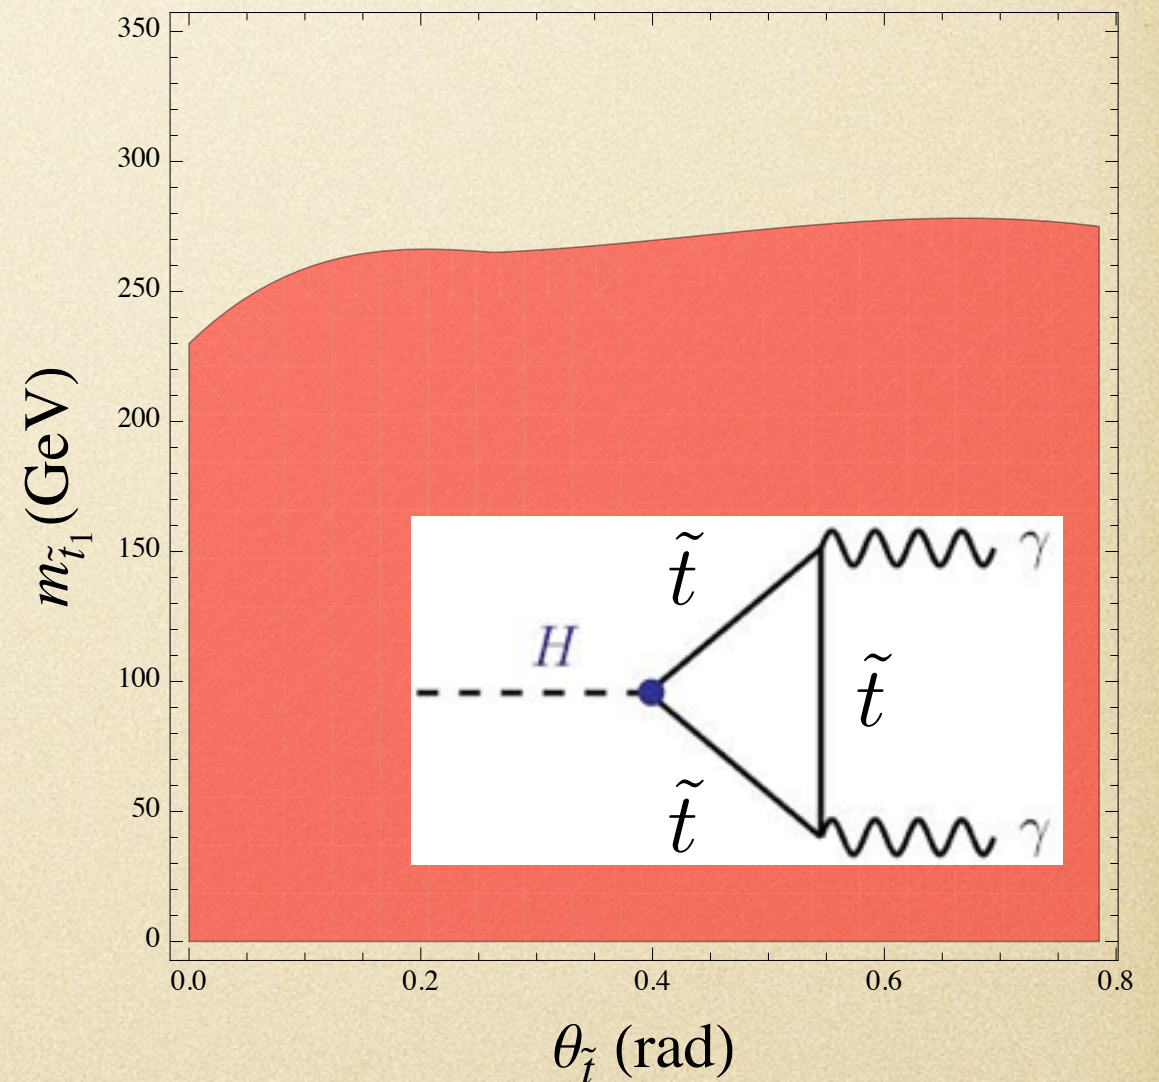 350
300
250
200
150
100
50
0
m_{t̃_1} (GeV)
t̃
γ
H
t̃
t̃
γ
0.0 0.2 0.4 0.6 0.8
θ_{t̃} (rad)